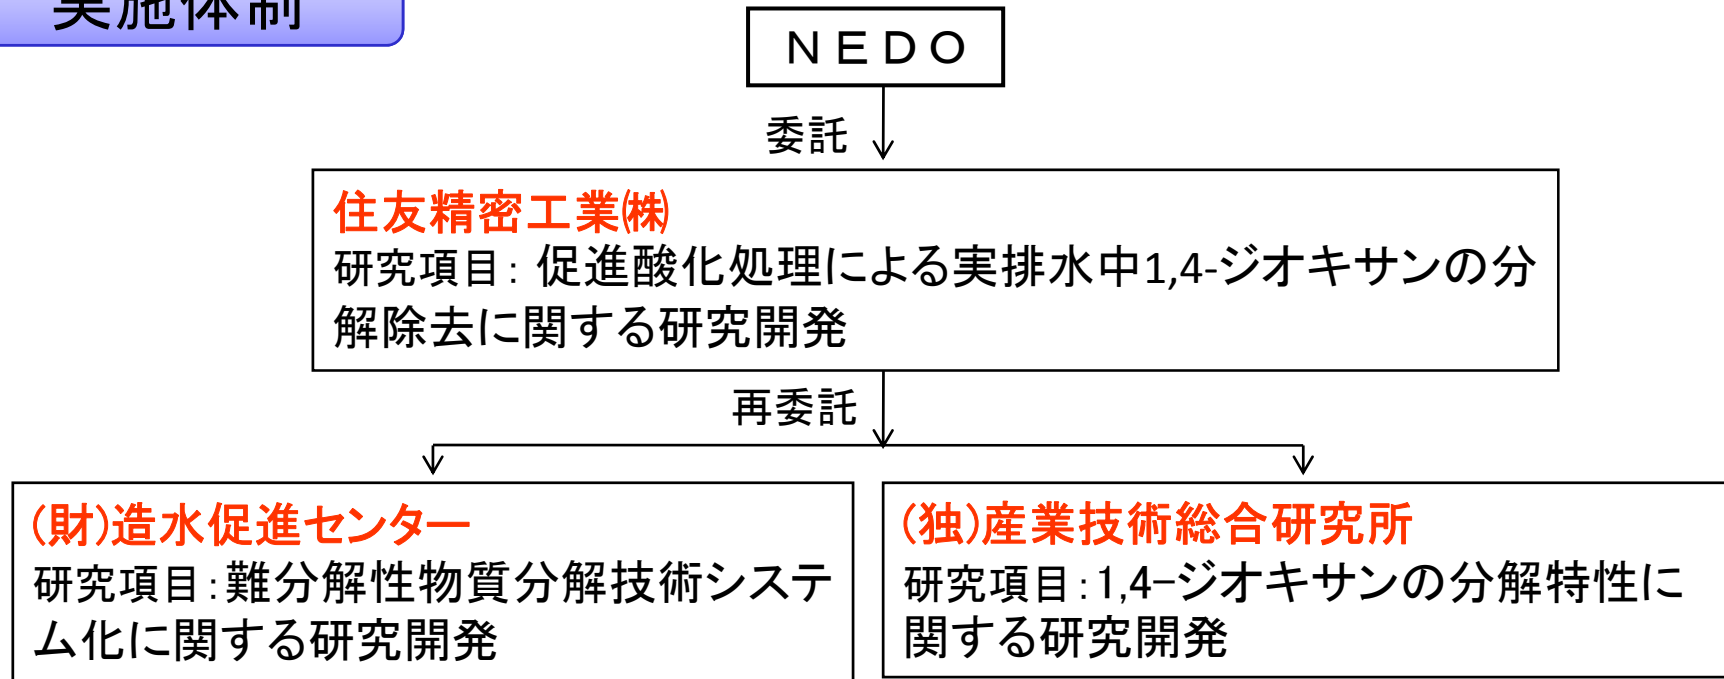 実施体制
NEDO
委託
住友精密工業㈱
研究項目：促進酸化処理による実排水中1,4-ジオキサンの分
解除去に関する研究開発
再委託
(財)造水促進センター
研究項目：難分解性物質分解技術システ
ム化に関する研究開発
(独)産業技術総合研究所
研究項目：1,4-ジオキサンの分解特性に
関する研究開発